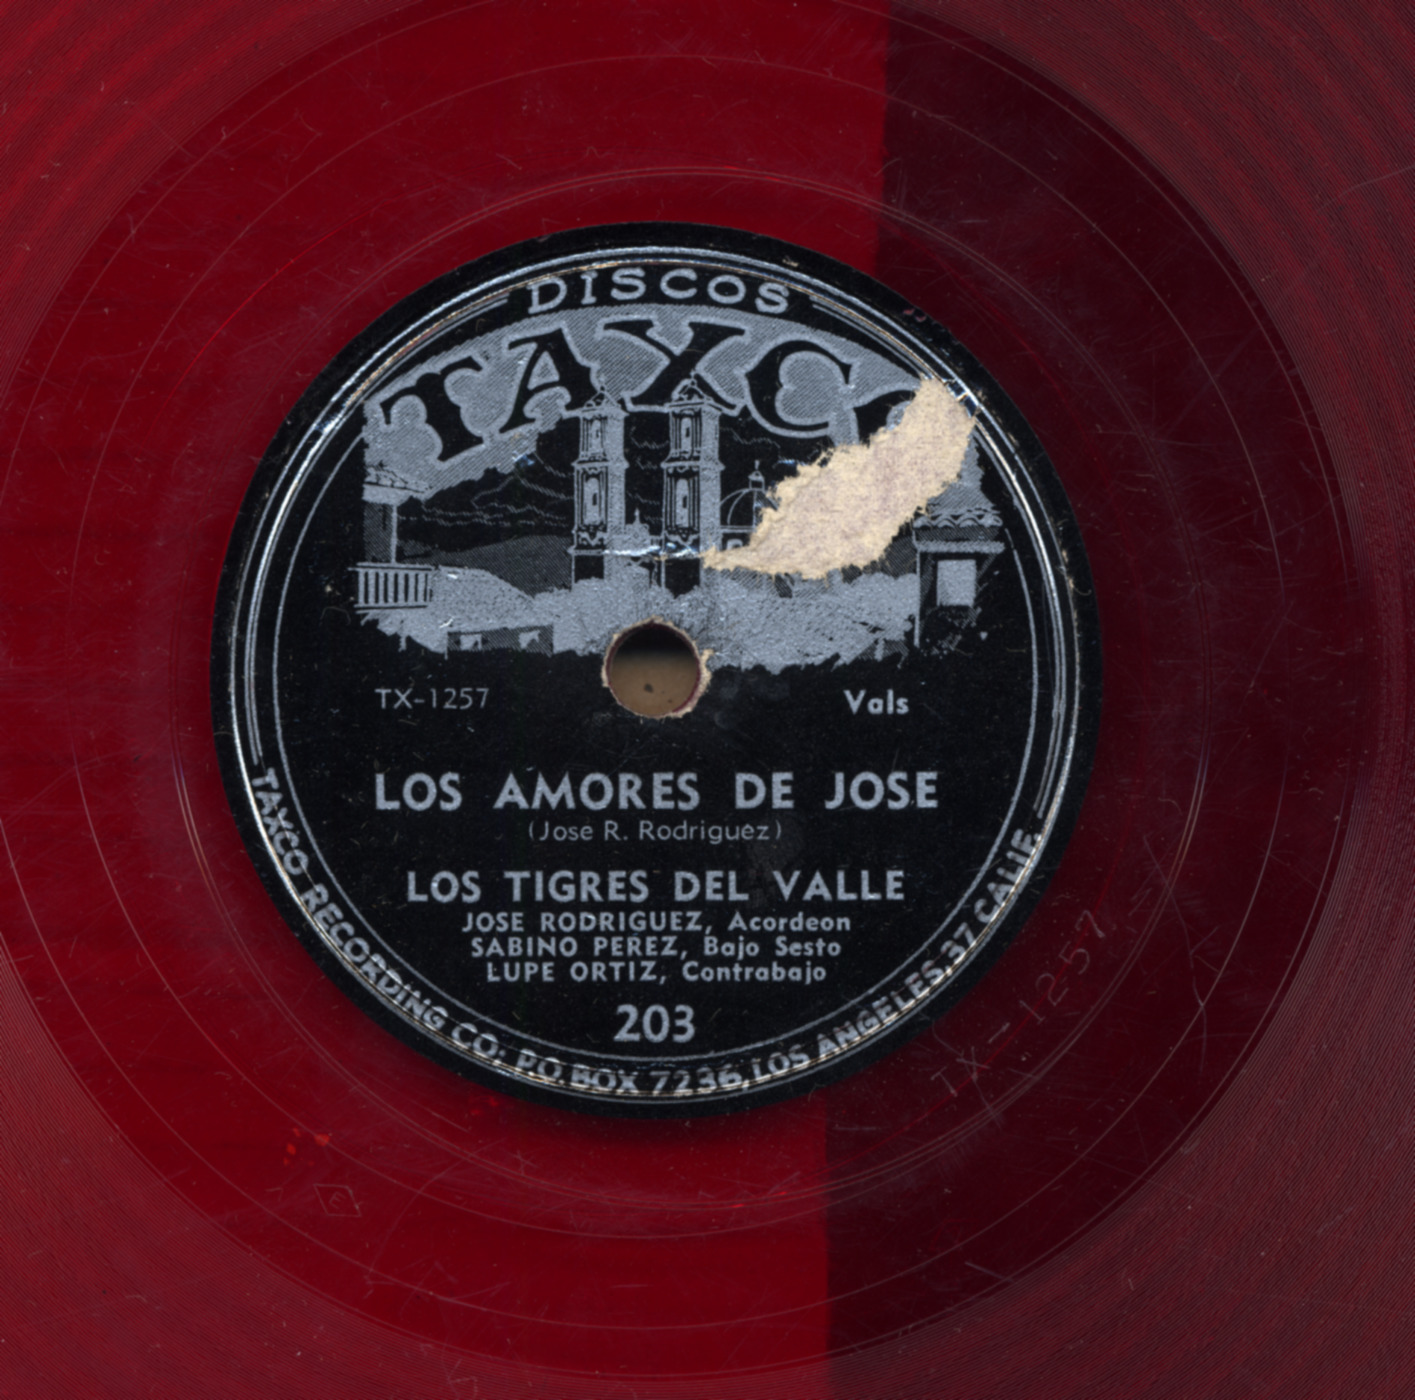 DISCOS
TAXC
TX-1257
Vals
LOS AMORES DE JOSE
(Jose R. Rodriguez)
LOS TIGRES DEL VALLE
JOSE RODRIGUEZ, Acordeon
SABINO PEREZ, Bajo Sesto
LUPE ORTIZ, Contrabajo
203
TAXCO RECORDING CO: P.O. BOX 7236, LOS ANGELES, 37 CALIF.
TX-1257
E